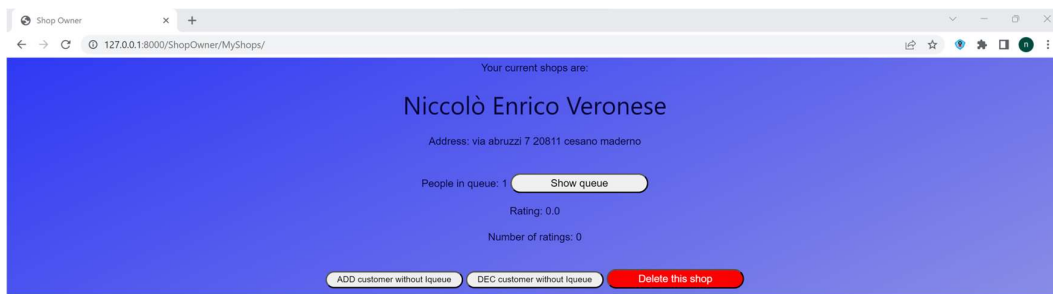 Shop Owner
127.0.0.1:8000/ShopOwner/MyShops/
n
Your current shops are:
Niccolò Enrico Veronese
Address: via abruzzi 7 20811 cesano maderno
People in queue: 1 Show queue
Rating: 0.0
Number of ratings: 0
ADD customer without Iqueue DEC customer without Iqueue Delete this shop